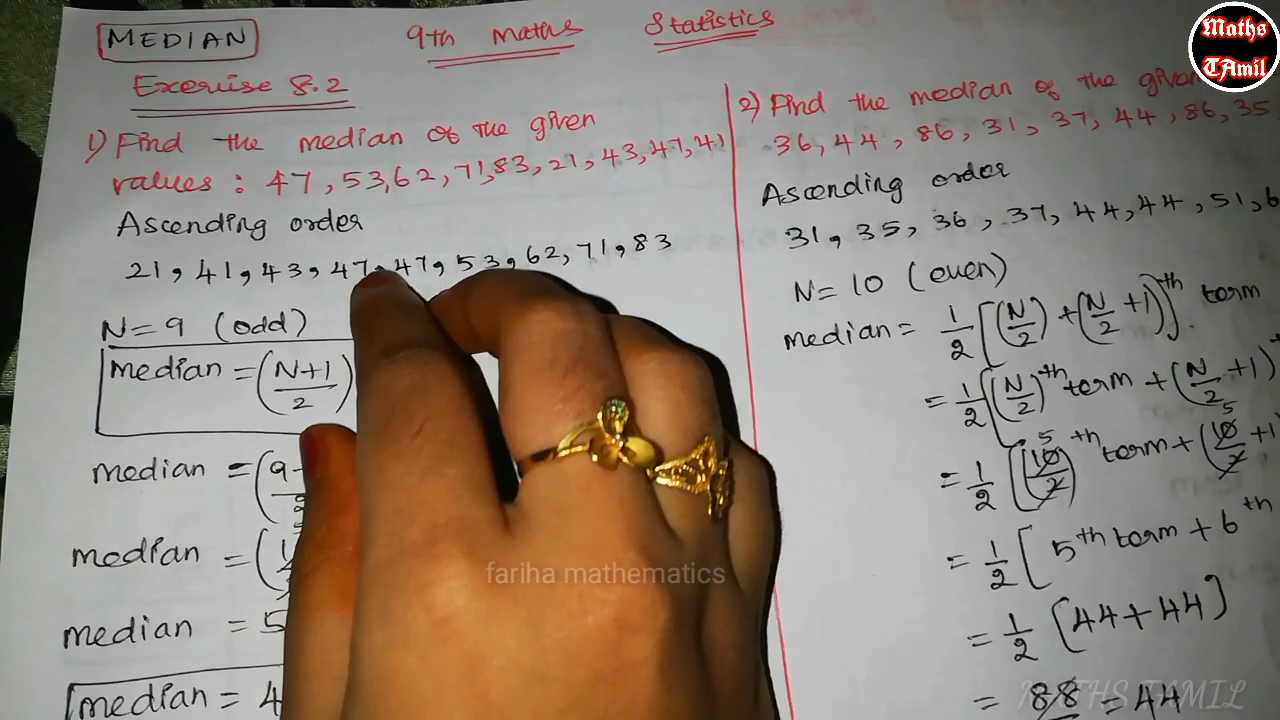 MEDIAN
9th maths Statistics
Maths
TAmil
Exercise 8.2
1) Find the median of the given
values : 47, 53, 62, 71, 83, 21, 43, 47, 41
Ascending order
21, 41, 43, 47, 47, 53, 62, 71, 83
N = 9 (odd)
median = (N+1)/2
median = (9
median =
median = 5
median = 4
2) Find the median of the given
36, 44, 86, 31, 37, 44, 86, 35
Ascending order
31, 35, 36, 37, 44, 44, 51,
N = 10 (even)
median = 1/2 [(N/2) + (N/2 + 1)]th term
= 1/2 [(N/2)th term + (N/2 + 1)
= 1/2 [(10/2)th 5 term + (10/2 5 + 1
= 1/2 [5th term + 6th
= 1/2 [44 + 44]
= 88 = 44
fariha mathematics
MATHS TAMIL